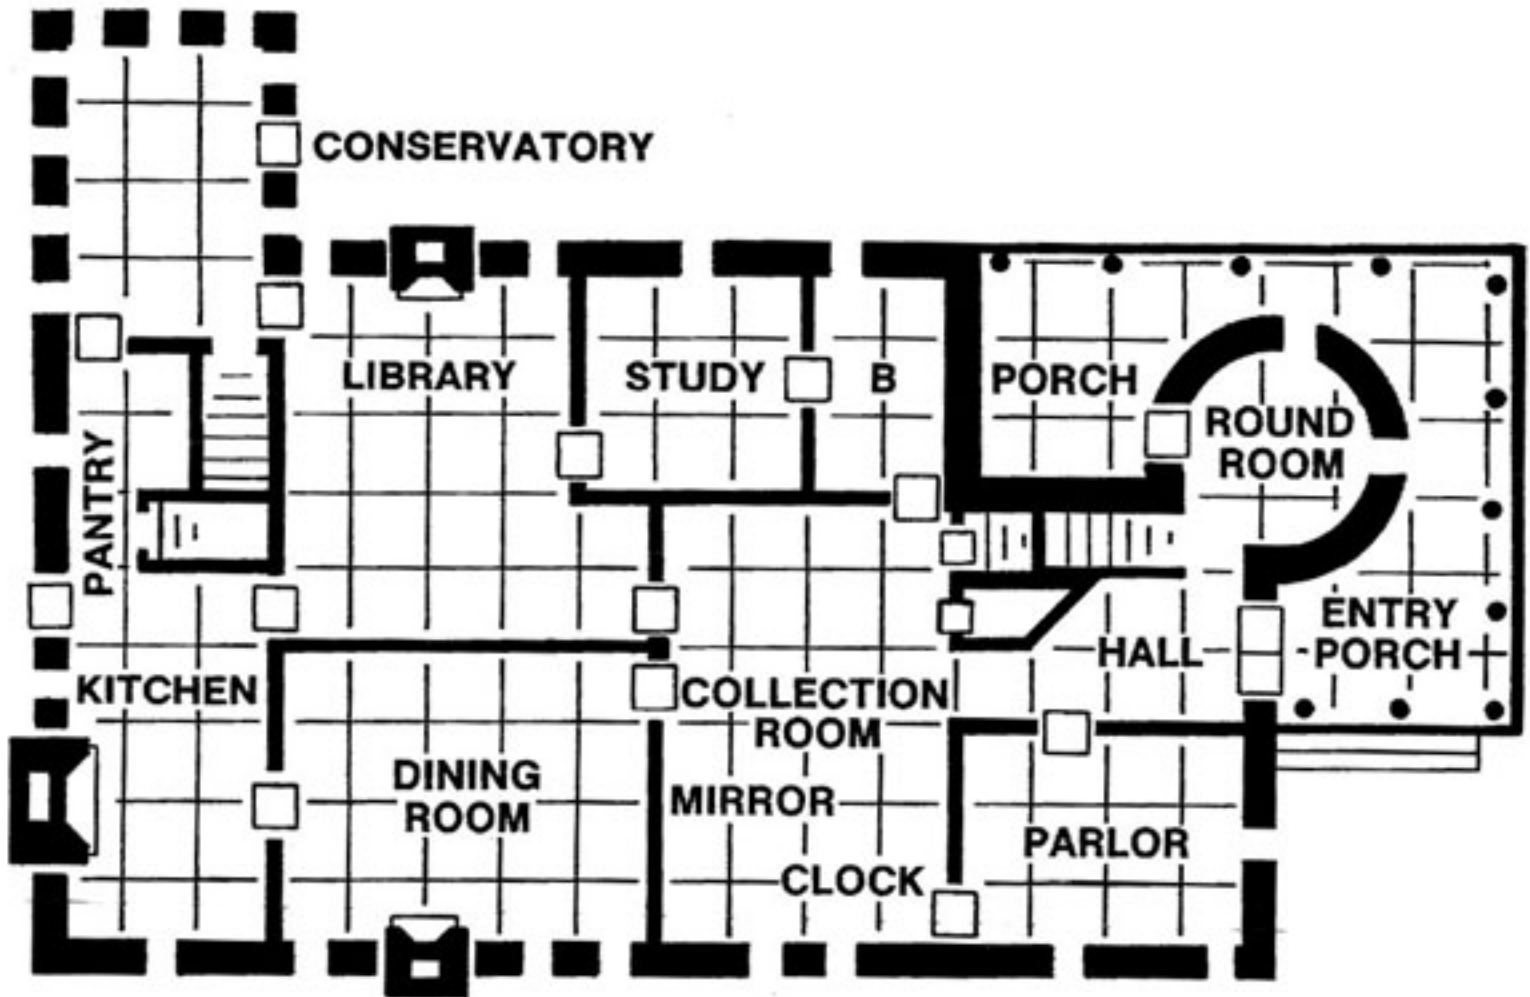 CONSERVATORY
LIBRARY
STUDY
B
PORCH
ROUND
ROOM
PANTRY
ENTRY
PORCH
HALL
KITCHEN
COLLECTION
ROOM
DINING
ROOM
MIRROR
PARLOR
CLOCK